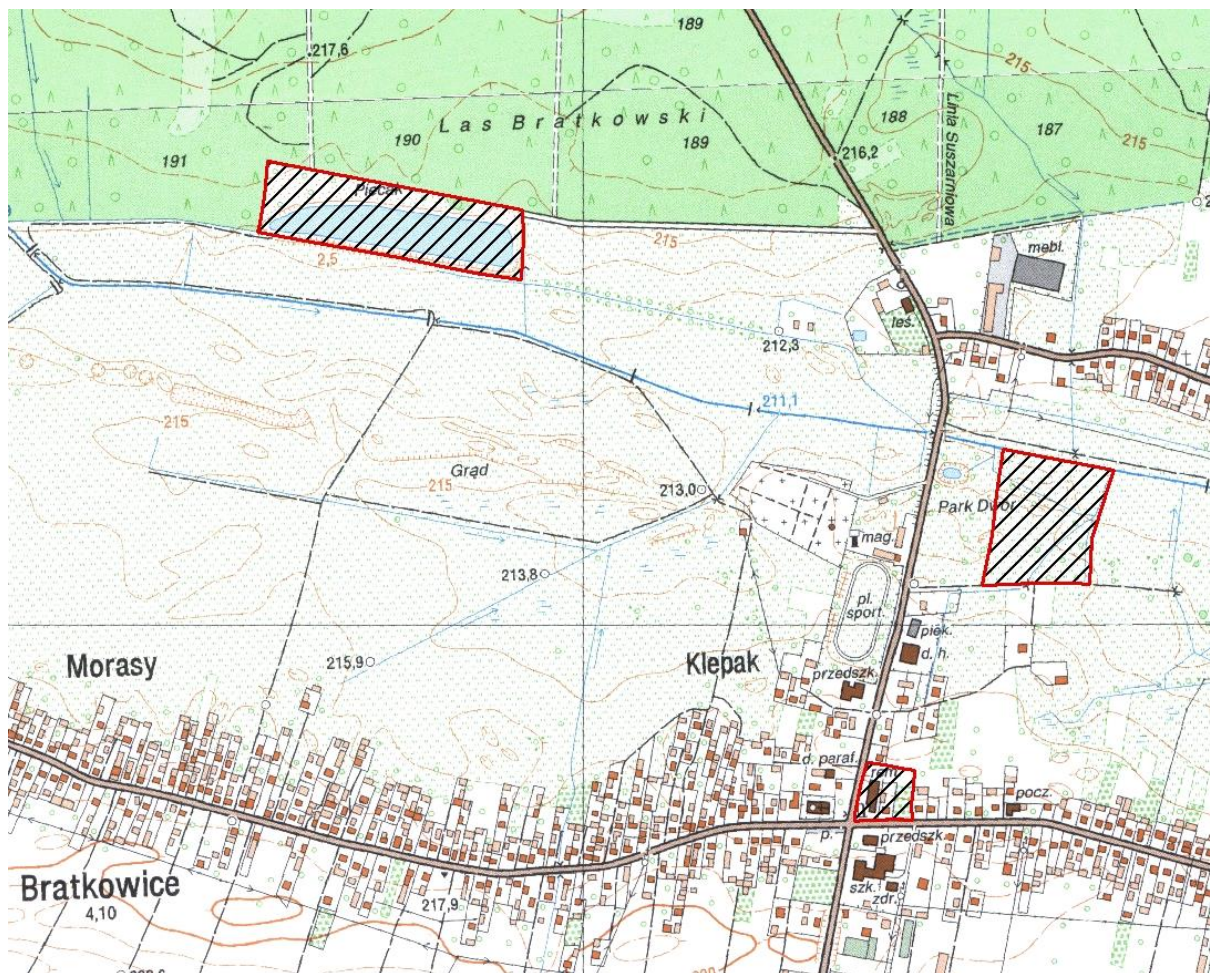 189
217,6
215
Las Bratkowski
188
187
190
189
215
191
216,2
Linia Suszarniowa
Piecak
215
mebl.
2,5
leś.
212,3
211,1
215
Grąd
215
213,0
Park Dwor
mag.
213,8
pl.
sport.
piek.
d. h.
Morasy
215,9
Klepak
przedszk.
d. paraf.
rem
pocz.
p.
przedszk.
Bratkowice
szk.
zdr.
4,10
217,9